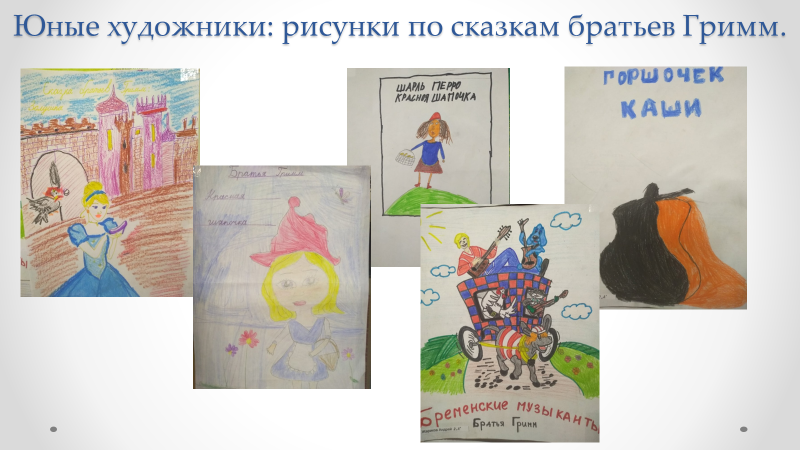 Юные художники: рисунки по сказкам братьев Гримм.
ШАРЛЬ ПЕРРО
КРАСНАЯ ШАПОЧКА
ГОРШОЧЕК
КАШИ
Братья Гримм
Красная
шапочка
Бременские музыканты
Братья Гримм